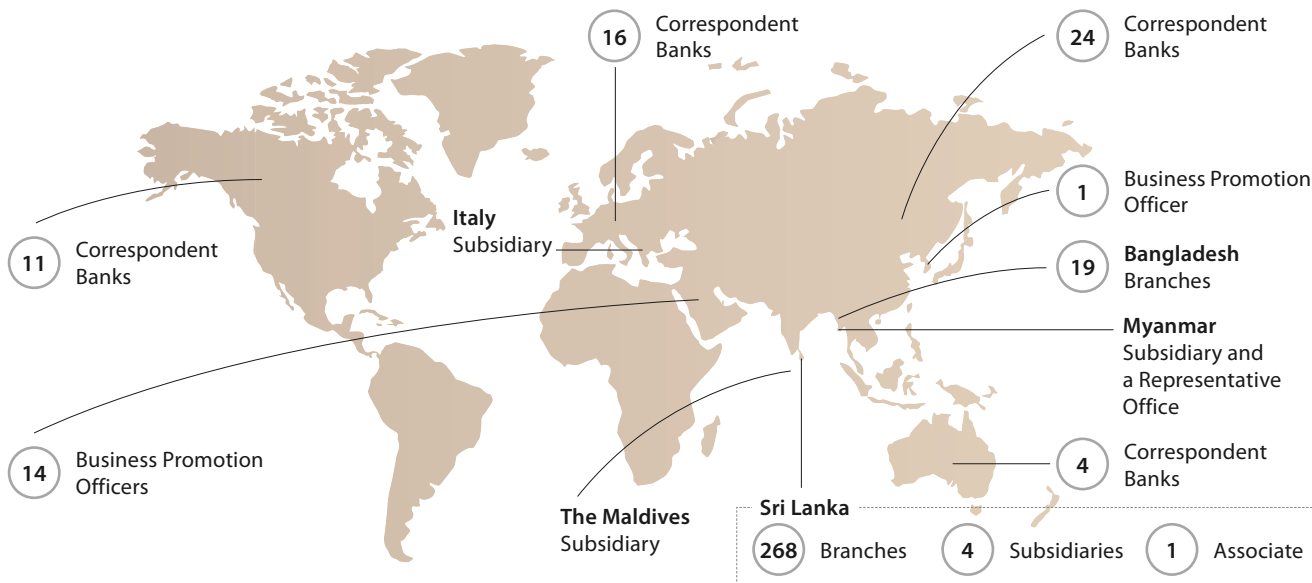 16
Correspondent
Banks
24
Correspondent
Banks
1
Business Promotion
Officer
Italy
Subsidiary
11
Correspondent
Banks
19
Bangladesh
Branches
Myanmar
Subsidiary and
a Representative
Office
14
Business Promotion
Officers
4
Correspondent
Banks
The Maldives
Subsidiary
Sri Lanka
268 Branches 4 Subsidiaries 1 Associate